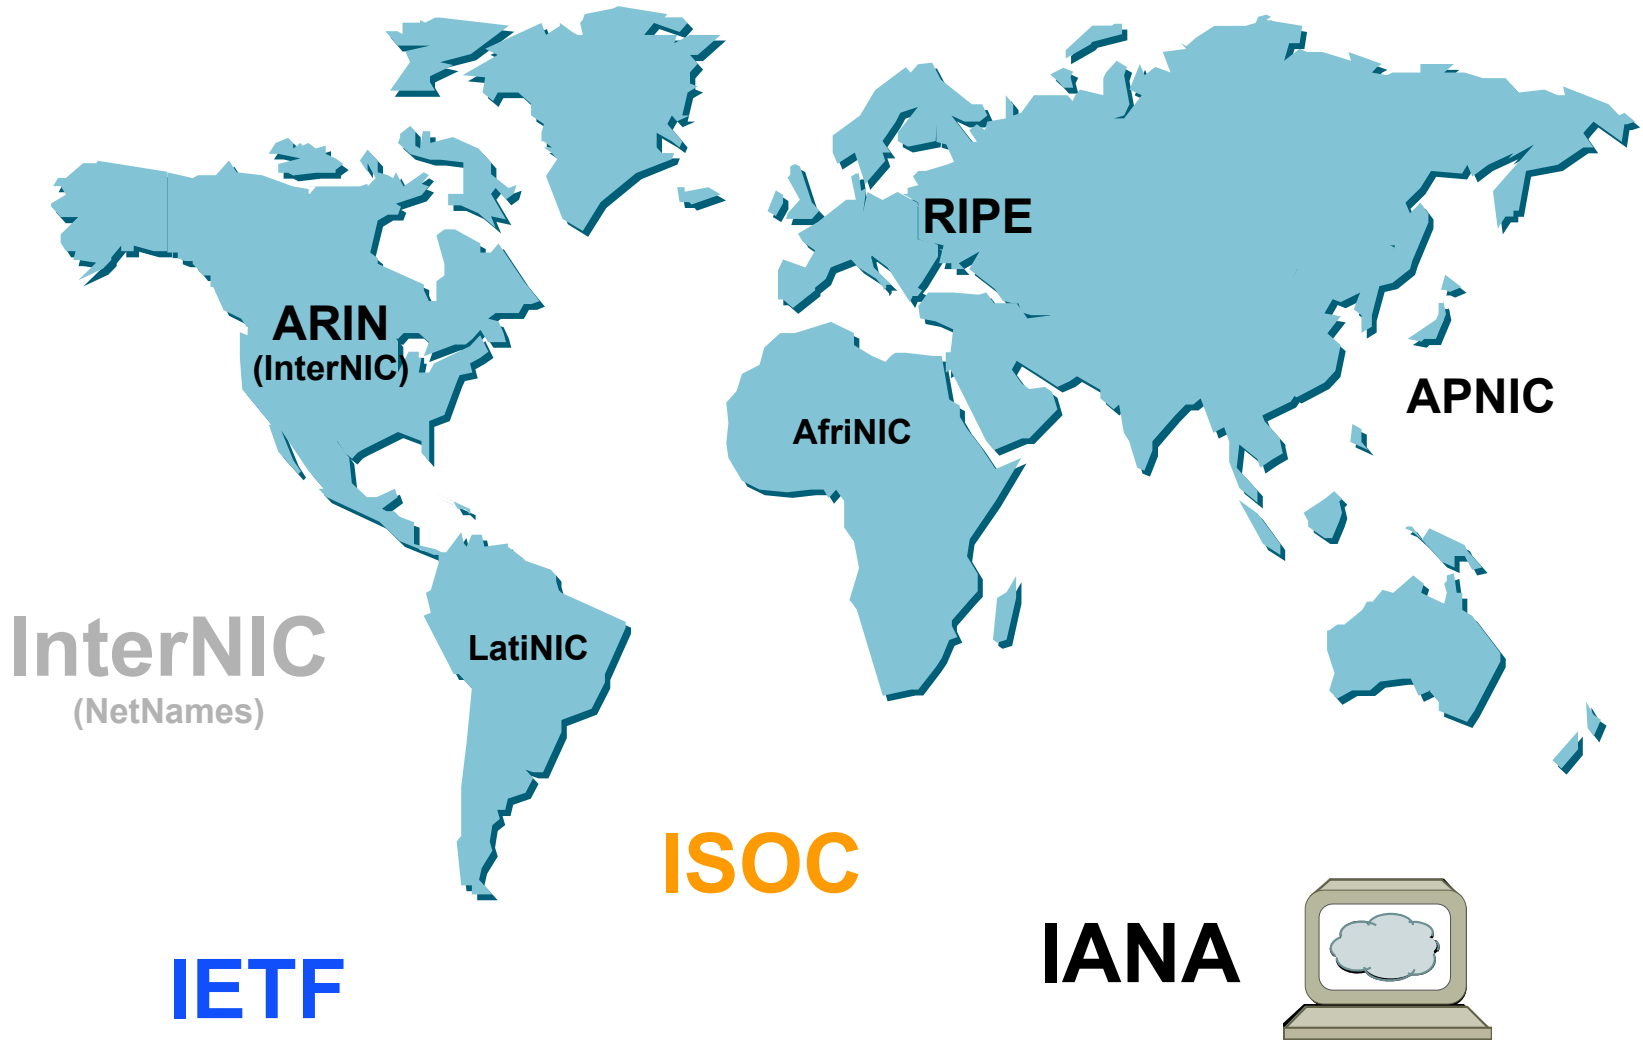 RIPE
ARIN
(InterNIC)
APNIC
AfriNIC
InterNIC
(NetNames)
LatiNIC
ISOC
IANA
IETF